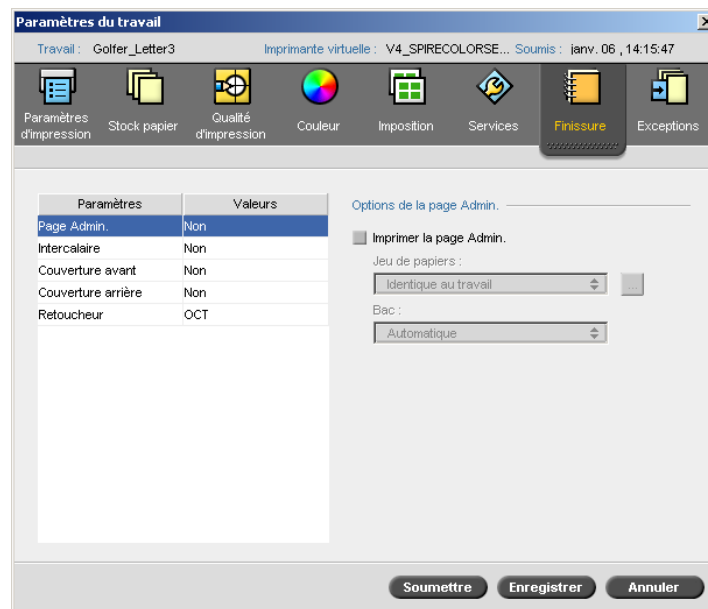 Paramètres du travail
Travail : Golfer_Letter3 Imprimante virtuelle : V4_SPIRECOLORSE... Soumis : janv. 06 , 14:15:47
Paramètres d'impression
Stock papier
Qualité d'impression
Couleur
Imposition
Services
Finissure
Exceptions
Paramètres Valeurs
Page Admin. Non
Intercalaire Non
Couverture avant Non
Couverture arrière Non
Retoucheur OCT
Options de la page Admin.
Imprimer la page Admin.
Jeu de papiers :
Identique au travail ...
Bac :
Automatique
Soumettre Enregistrer Annuler